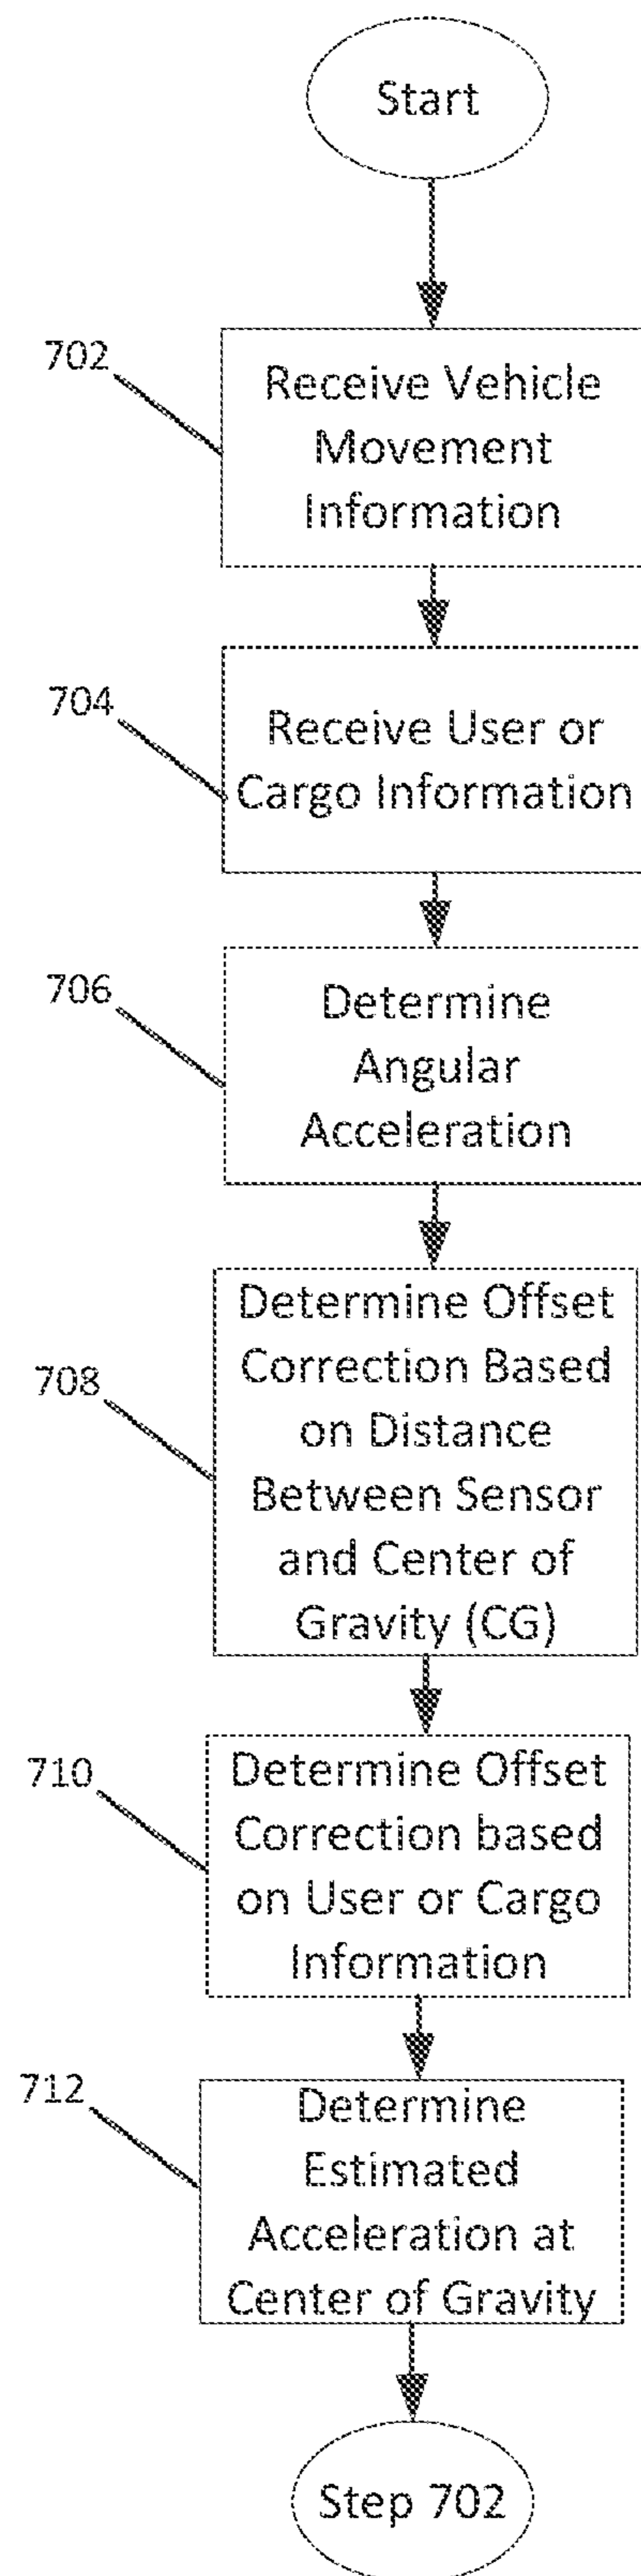 Start
702
Receive Vehicle
Movement
Information
704
Receive User or
Cargo Information
706
Determine
Angular
Acceleration
708
Determine Offset
Correction Based
on Distance
Between Sensor
and Center of
Gravity (CG)
710
Determine Offset
Correction based
on User or Cargo
Information
712
Determine
Estimated
Acceleration at
Center of Gravity
Step 702